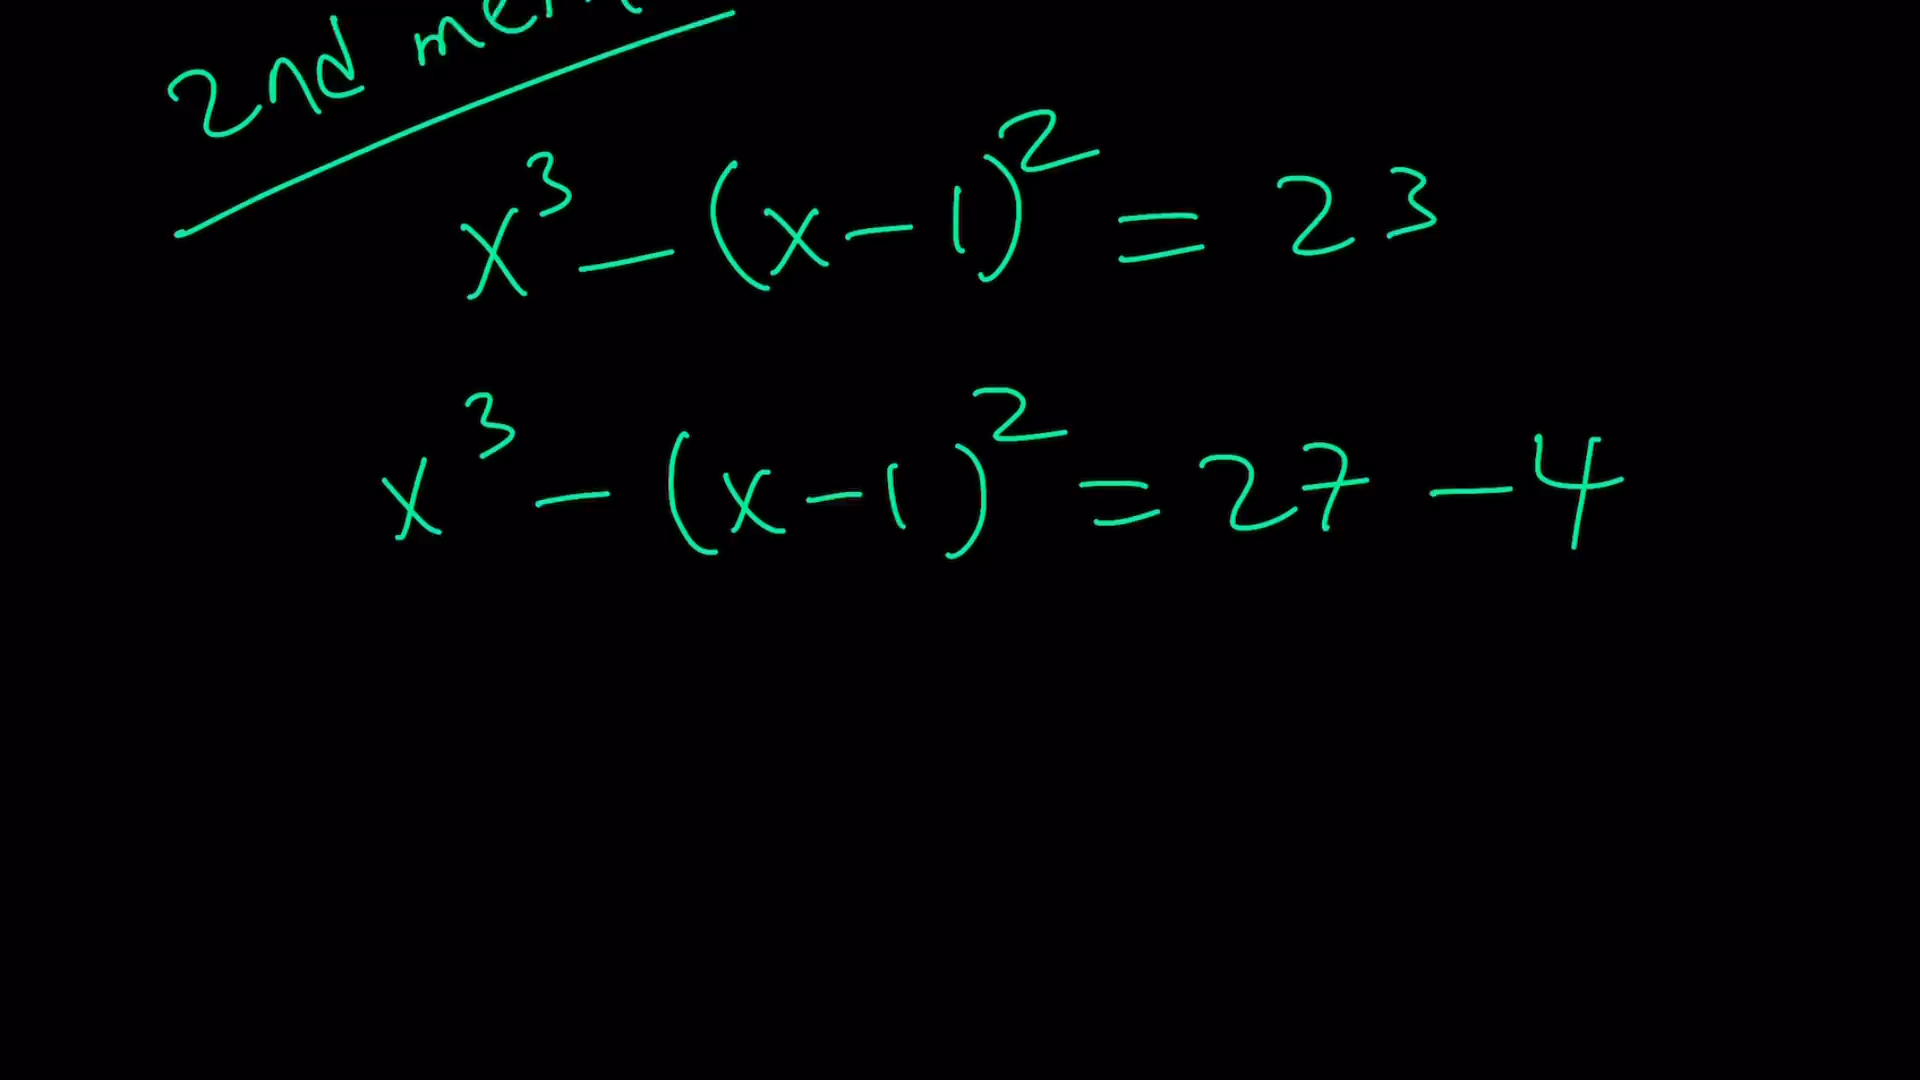 2nd
x³ - (x - 1)² = 23
x³ - (x - 1)² = 27 - 4